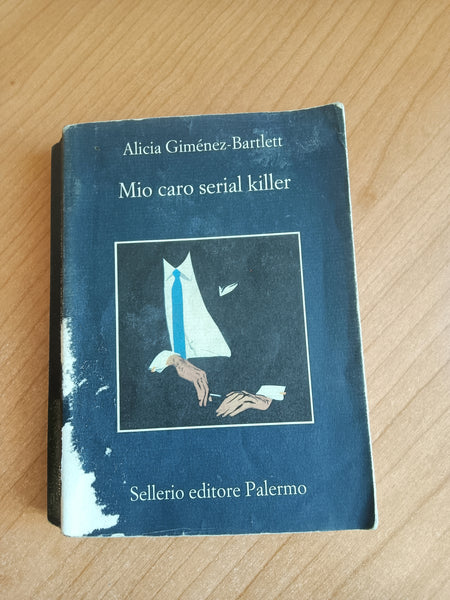 Alicia Giménez-Bartlett
Mio caro serial killer
Sellerio editore Palermo